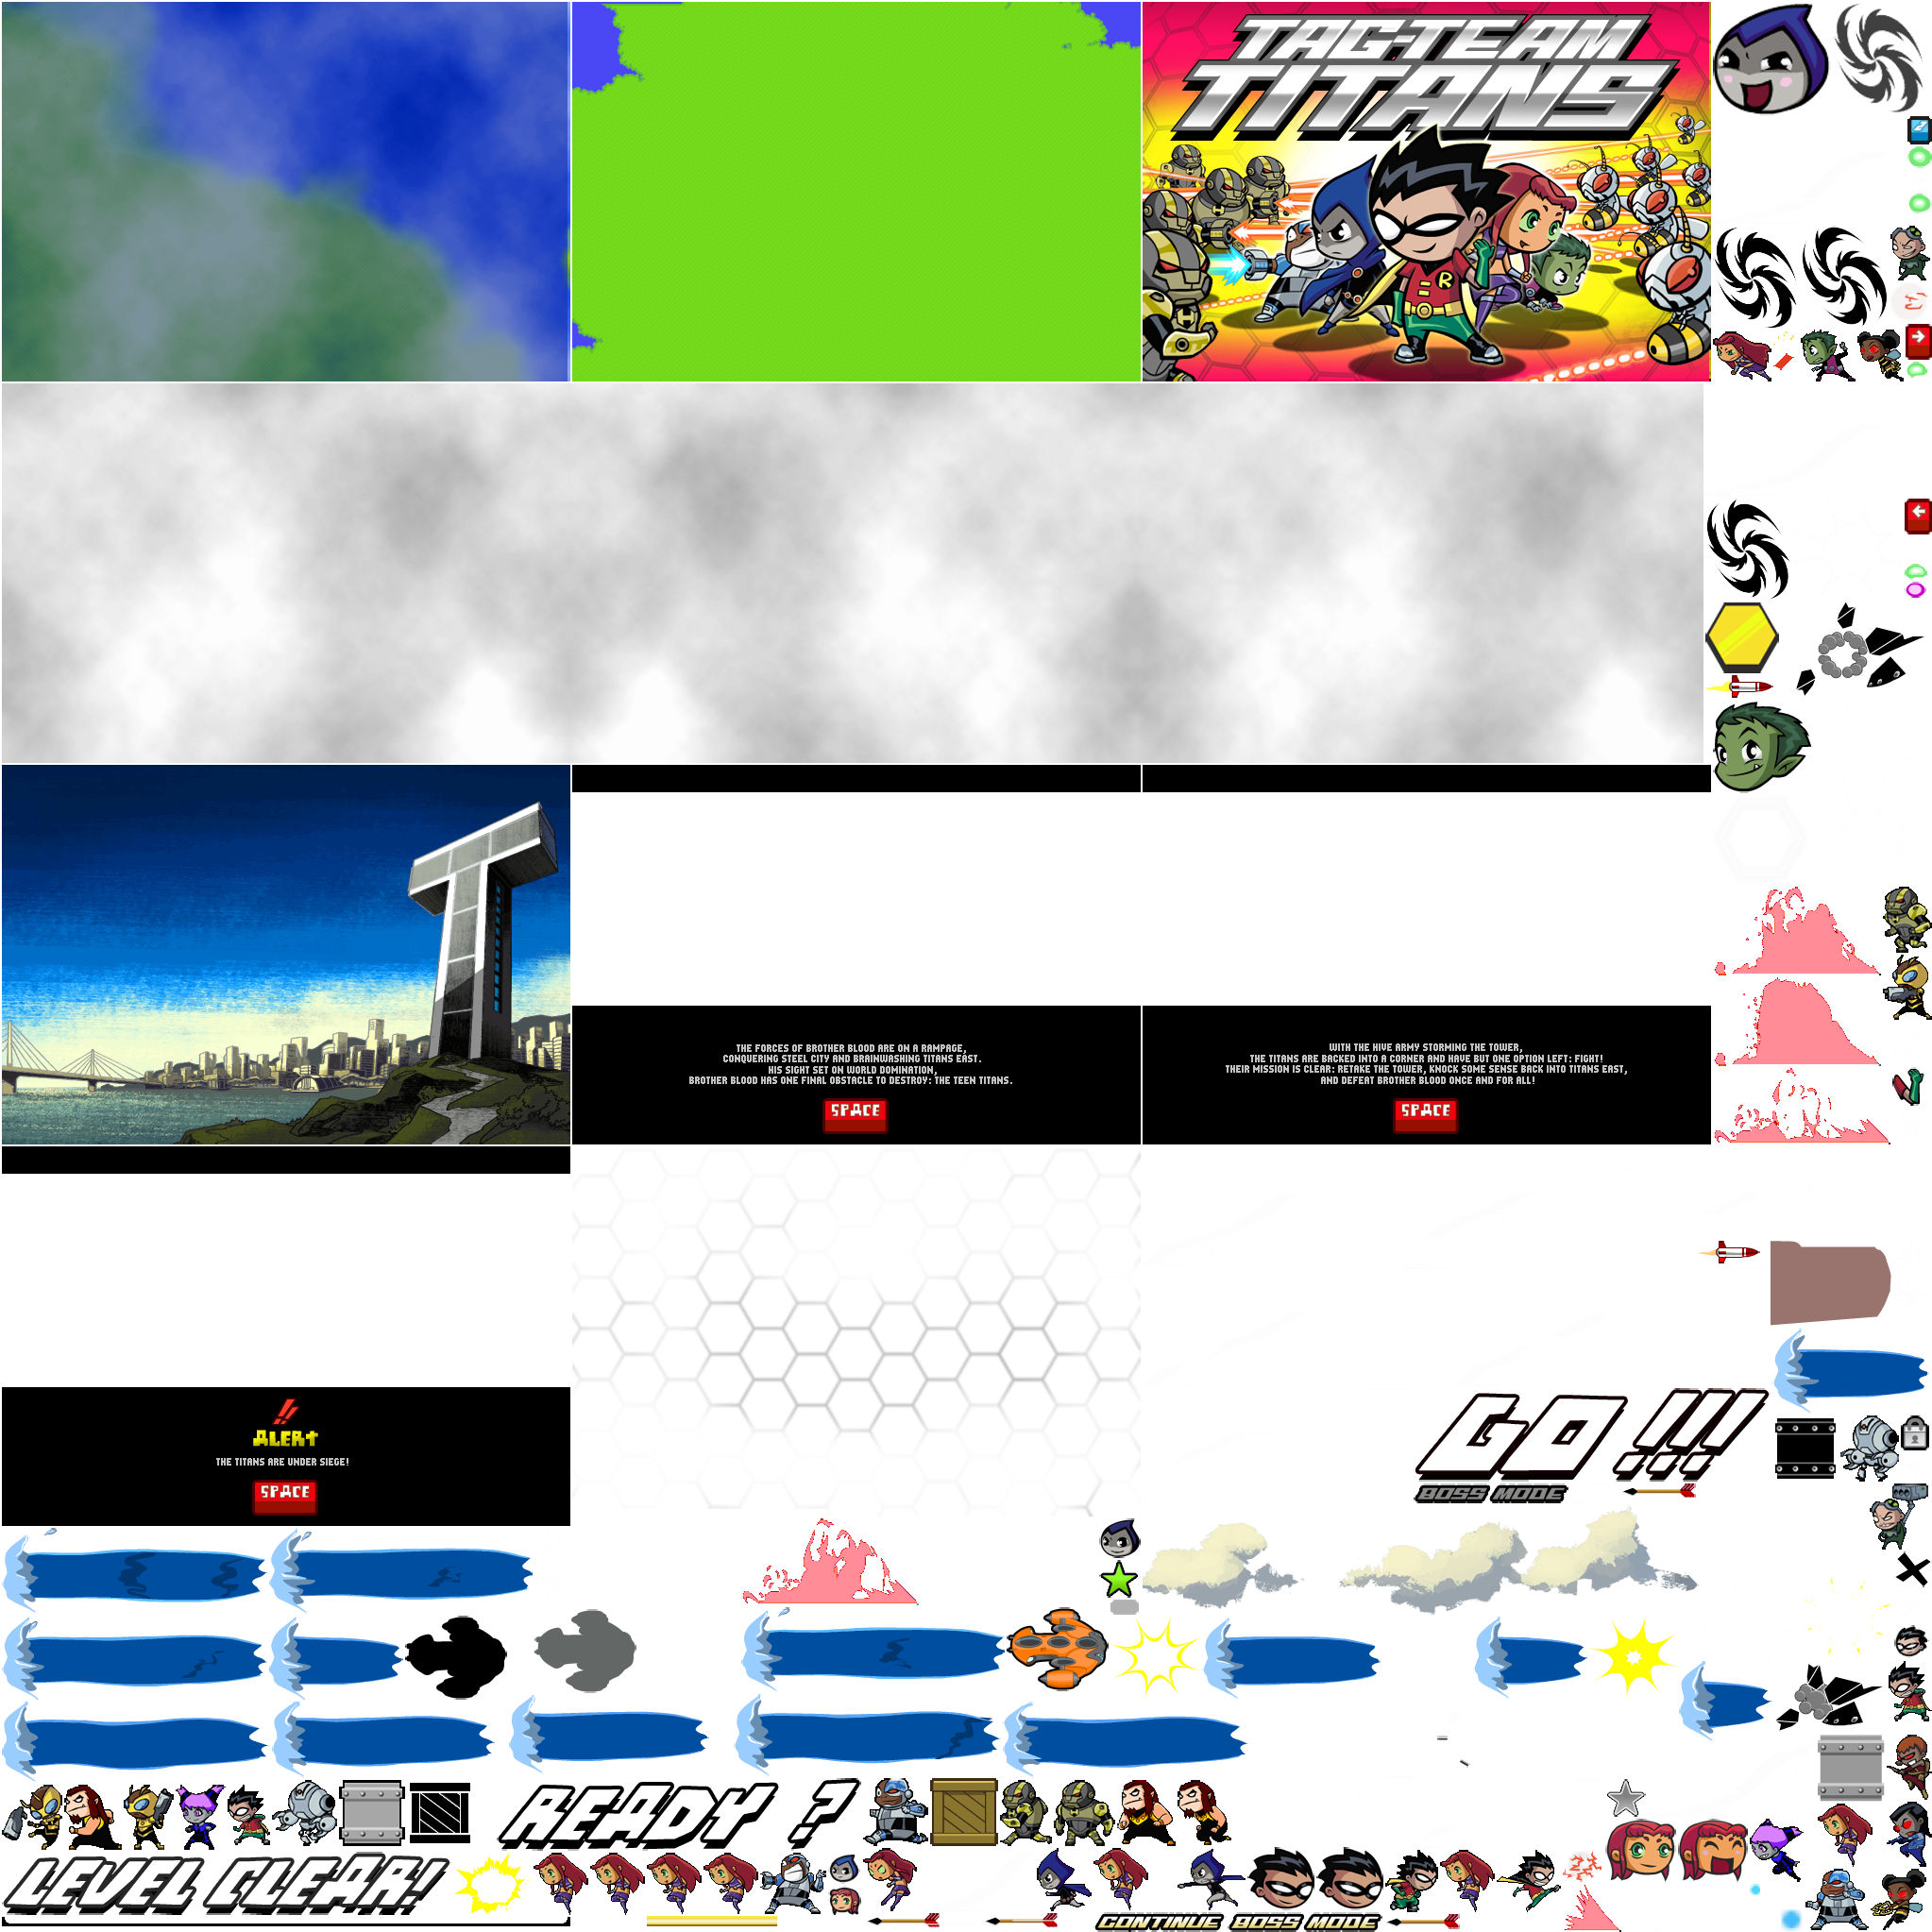 TAG-TEAM
TITANS
R
H
THE FORCES OF BROTHER BLOOD ARE ON A RAMPAGE,
CONQUERING STEEL CITY AND BRAINWASHING TITANS EAST.
HIS SIGHT SET ON WORLD DOMINATION,
BROTHER BLOOD HAS ONE FINAL OBSTACLE TO DESTROY: THE TEEN TITANS.
SPACE
WITH THE HIVE ARMY STORMING THE TOWER,
THE TITANS ARE BACKED INTO A CORNER AND HAVE BUT ONE OPTION LEFT: FIGHT!
THEIR MISSION IS CLEAR: RETAKE THE TOWER, KNOCK SOME SENSE BACK INTO TITANS EAST,
AND DEFEAT BROTHER BLOOD ONCE AND FOR ALL!
SPACE
!!
ALERT
THE TITANS ARE UNDER SIEGE!
SPACE
GO!!!
BOSS MODE
READY ?
LEVEL CLEAR!
CONTINUE BOSS MODE